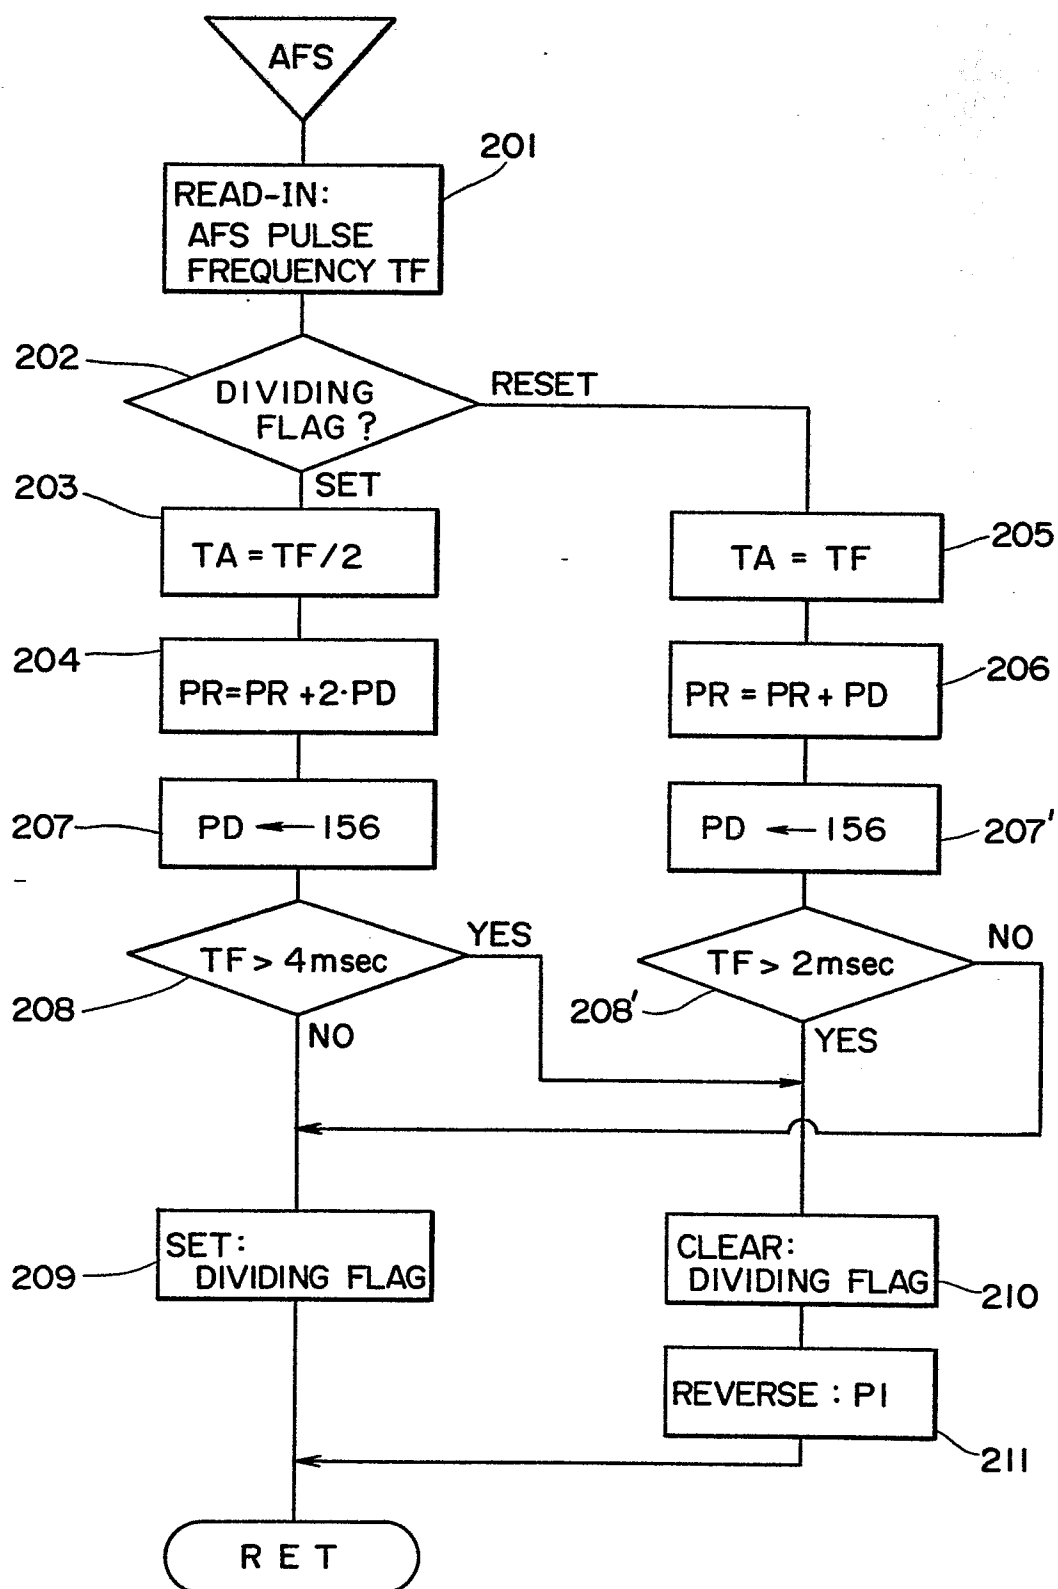 AFS
201
READ-IN:
AFS PULSE
FREQUENCY TF
202
DIVIDING
FLAG ?
RESET
SET
203
TA = TF/2
205
TA = TF
204
PR=PR +2·PD
206
PR = PR + PD
207
PD ← 156
207'
PD ← 156
208
TF > 4msec
YES
NO
208'
TF > 2msec
NO
YES
209
SET:
DIVIDING FLAG
210
CLEAR:
DIVIDING FLAG
211
REVERSE : P1
RET